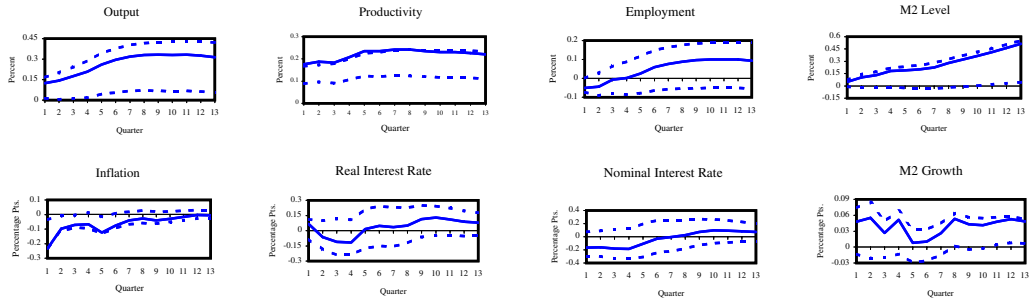 Output
Percent
0.45
0.3
0.15
0
1 2 3 4 5 6 7 8 9 10 11 12 13
Quarter
Productivity
Percent
0.3
0.2
0.1
0
1 2 3 4 5 6 7 8 9 10 11 12 13
Quarter
Employment
Percent
0.2
0.1
0
-0.1
1 2 3 4 5 6 7 8 9 10 11 12 13
Quarter
M2 Level
Percent
0.6
0.45
0.3
0.15
0
-0.15
1 2 3 4 5 6 7 8 9 10 11 12 13
Quarter
Inflation
Percentage Pts.
0.1
0
-0.1
-0.2
-0.3
1 2 3 4 5 6 7 8 9 10 11 12 13
Quarter
Real Interest Rate
Percentage Pts.
0.3
0.15
0
-0.15
-0.3
1 2 3 4 5 6 7 8 9 10 11 12 13
Quarter
Nominal Interest Rate
Percentage Pts.
0.4
0.2
0
-0.2
-0.4
1 2 3 4 5 6 7 8 9 10 11 12 13
Quarter
M2 Growth
Percentage Pts.
0.09
0.06
0.03
0
-0.03
1 2 3 4 5 6 7 8 9 10 11 12 13
Quarter